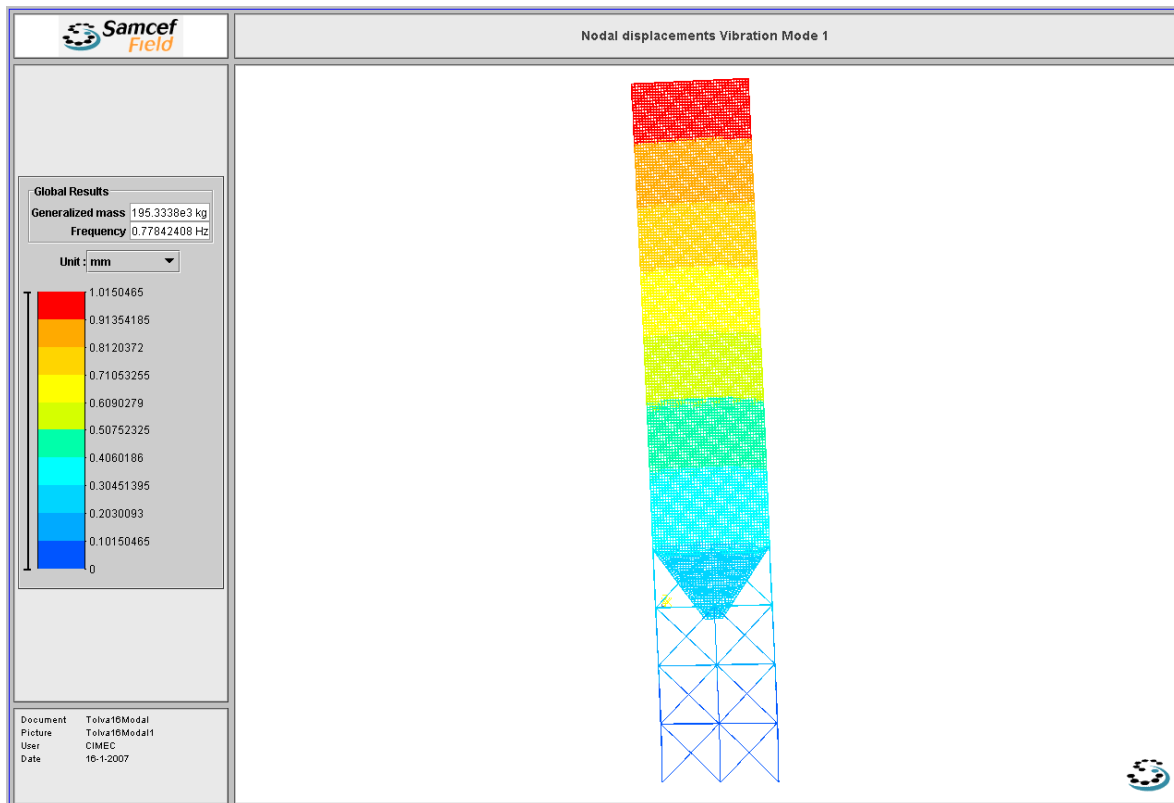 Samcef
Field
Nodal displacements Vibration Mode 1
Global Results
Generalized mass 195.3338e3 kg
Frequency 0.77842408 Hz
Unit : mm
1.0150465
0.91354185
0.8120372
0.71053255
0.6090279
0.50752325
0.4060186
0.30451395
0.2030093
0.10150465
0
Document Tolva16Modal
Picture Tolva16Modal1
User CIMEC
Date 16-1-2007